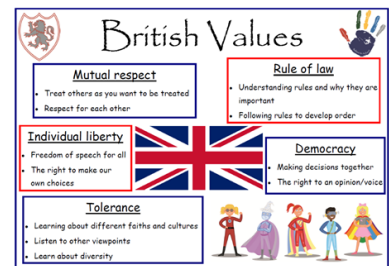 British Values
Mutual respect
Treat others as you want to be treated
Respect for each other
Rule of law
Understanding rules and why they are
important
Following rules to develop order
Individual liberty
Freedom of speech for all
The right to make our
own choices
Democracy
Making decisions together
The right to an opinion/voice
Tolerance
Learning about different faiths and cultures
Listen to other viewpoints
Learn about diversity